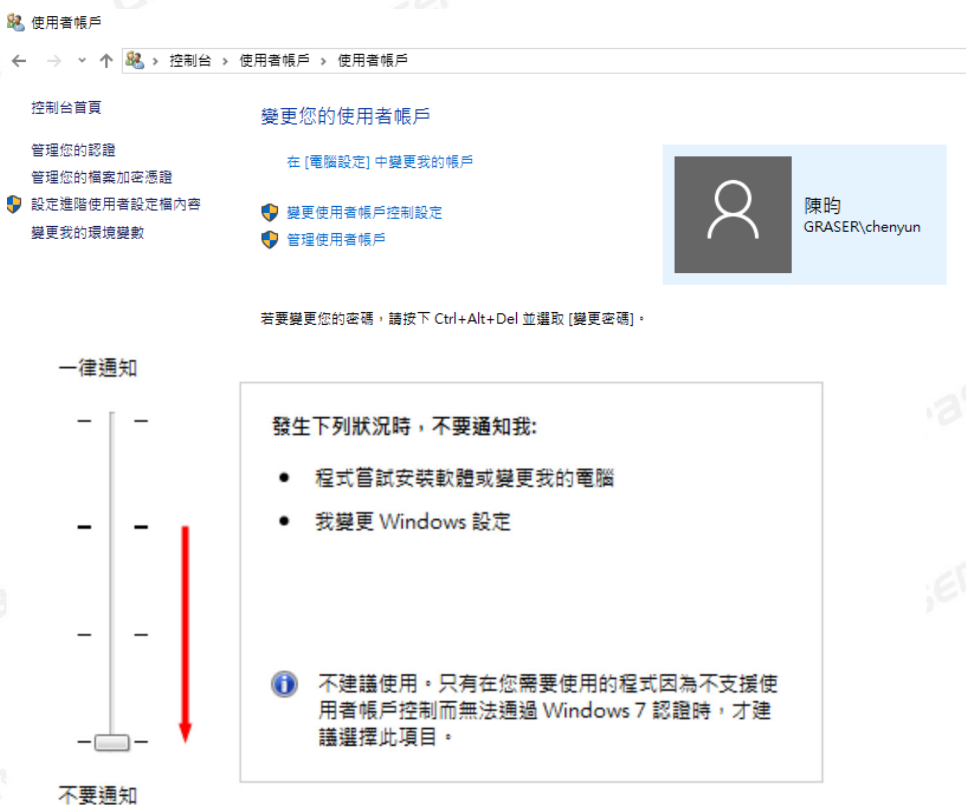 使用者帳戶
控制台 › 使用者帳戶 › 使用者帳戶
控制台首頁
管理您的認證
管理您的檔案加密憑證
設定進階使用者設定檔內容
變更我的環境變數
變更您的使用者帳戶
在 [電腦設定] 中變更我的帳戶
變更使用者帳戶控制設定
管理使用者帳戶
陳昀
GRASER\chenyun
若要變更您的密碼，請按下 Ctrl+Alt+Del 並選取 [變更密碼]。
一律通知
不要通知
發生下列狀況時，不要通知我:
● 程式嘗試安裝軟體或變更我的電腦
● 我變更 Windows 設定
不建議使用。只有在您需要使用的程式因為不支援使
用者帳戶控制而無法通過 Windows 7 認證時，才建
議選擇此項目。